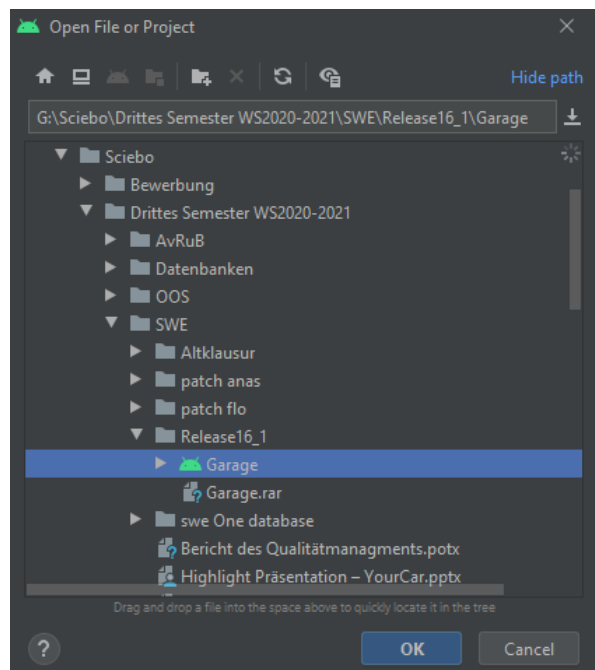 Open File or Project
Hide path
G:\Sciebo\Drittes Semester WS2020-2021\SWE\Release16_1\Garage
Sciebo
Bewerbung
Drittes Semester WS2020-2021
AvRuB
Datenbanken
OOS
SWE
Altklausur
patch anas
patch flo
Release16_1
Garage
Garage.rar
swe One database
Bericht des Qualitätmanagments.potx
Highlight Präsentation – YourCar.pptx
Drag and drop a file into the space above to quickly locate it in the tree
? OK Cancel